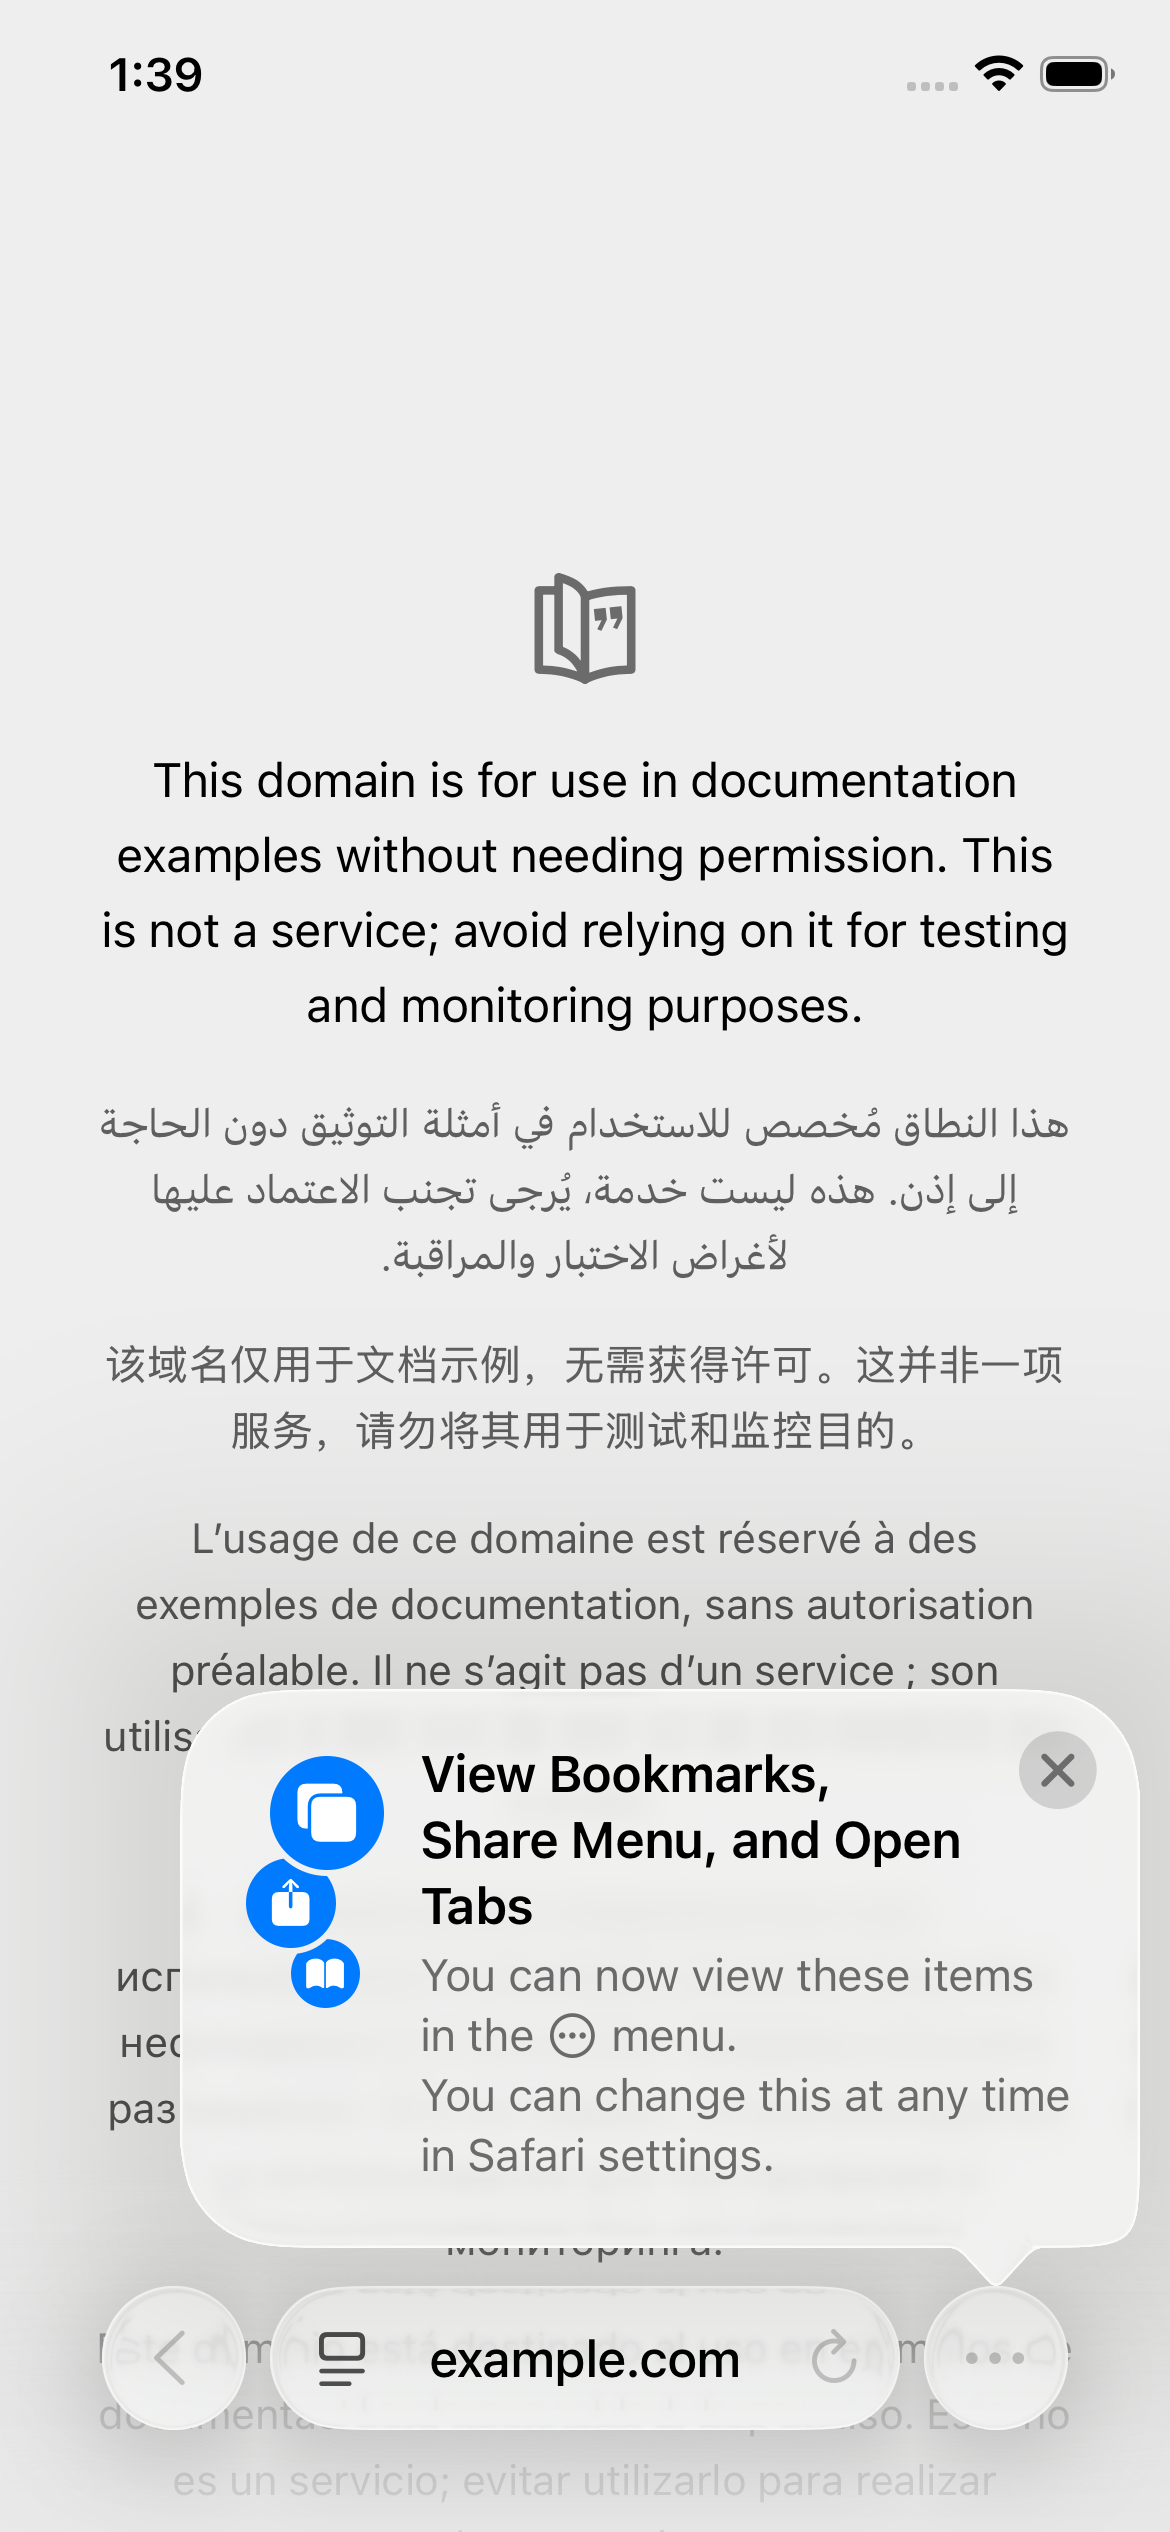 1:39
This domain is for use in documentation
examples without needing permission. This
is not a service; avoid relying on it for testing
and monitoring purposes.
هذا النطاق مُخصص للاستخدام في أمثلة التوثيق دون الحاجة
إلى إذن. هذه ليست خدمة، يُرجى تجنب الاعتماد عليها
لأغراض الاختبار والمراقبة.
该域名仅用于文档示例，无需获得许可。这并非一项
服务，请勿将其用于测试和监控目的。
L’usage de ce domaine est réservé à des
exemples de documentation, sans autorisation
préalable. Il ne s’agit pas d’un service ; son
View Bookmarks,
Share Menu, and Open
Tabs
You can now view these items
in the menu.
You can change this at any time
in Safari settings.
мониторинга.
example.com
es un servicio; evitar utilizarlo para realizar